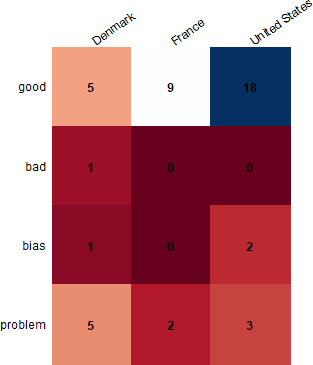 Denmark France United States
good 5 9 18
bad 1 0 0
bias 1 0 2
problem 5 2 3